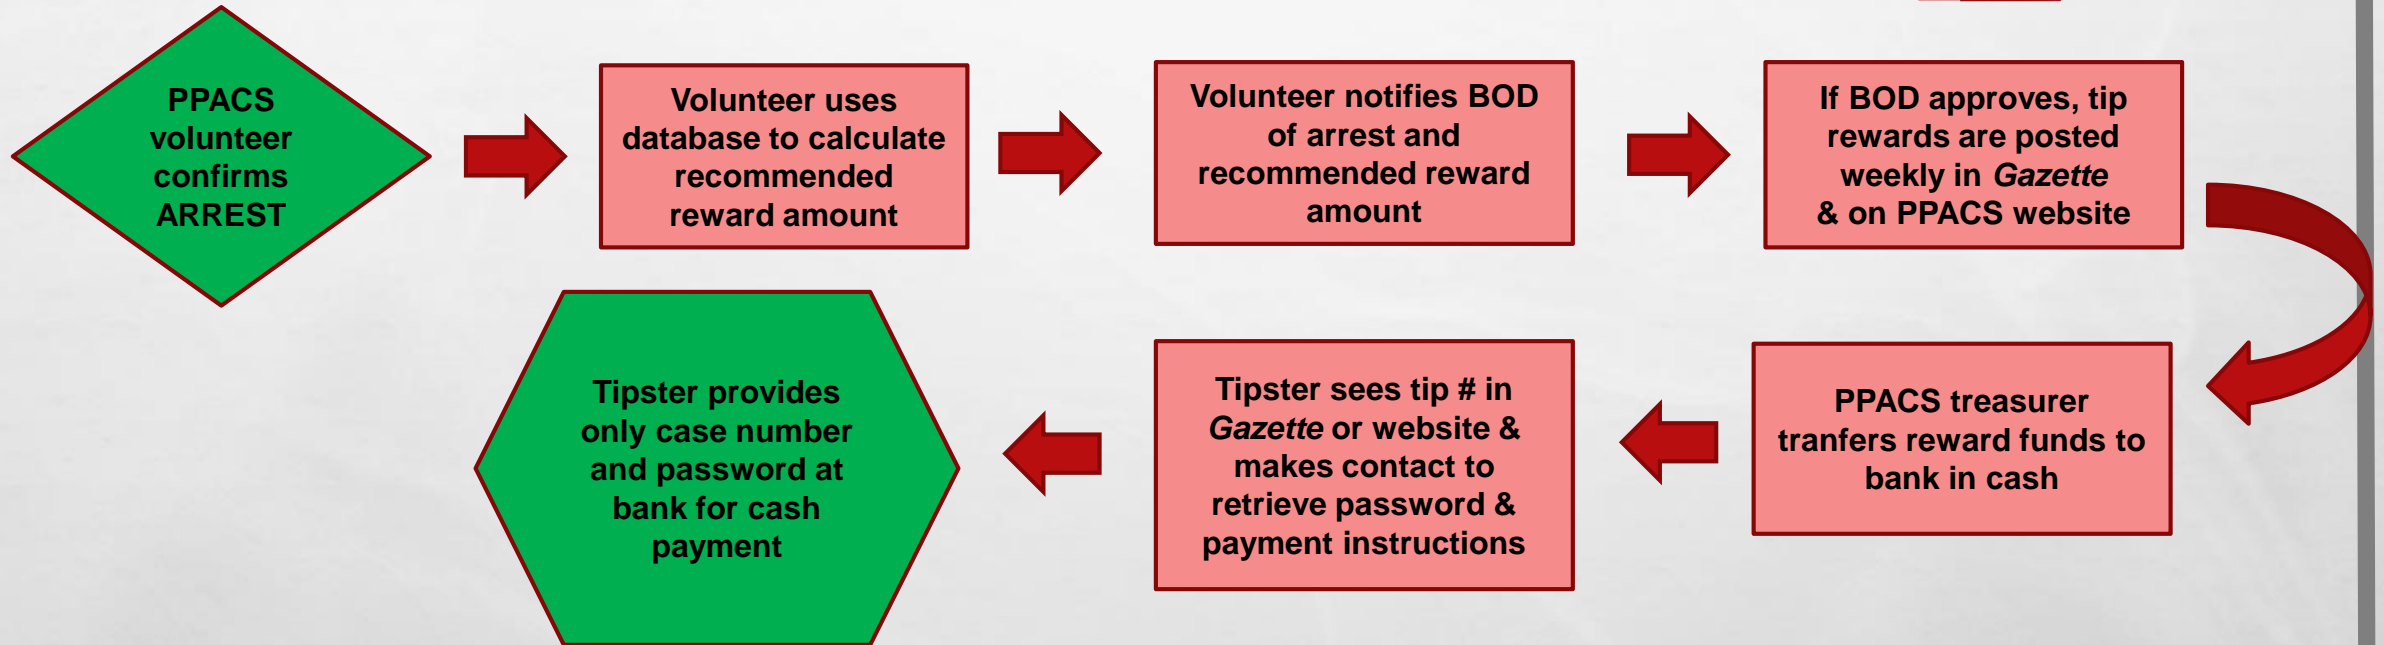 PPACS
volunteer
confirms
ARREST
Volunteer uses
database to calculate
recommended
reward amount
Volunteer notifies BOD
of arrest and
recommended reward
amount
If BOD approves, tip
rewards are posted
weekly in Gazette
& on PPACS website
PPACS treasurer
tranfers reward funds to
bank in cash
Tipster sees tip # in
Gazette or website &
makes contact to
retrieve password &
payment instructions
Tipster provides
only case number
and password at
bank for cash
payment